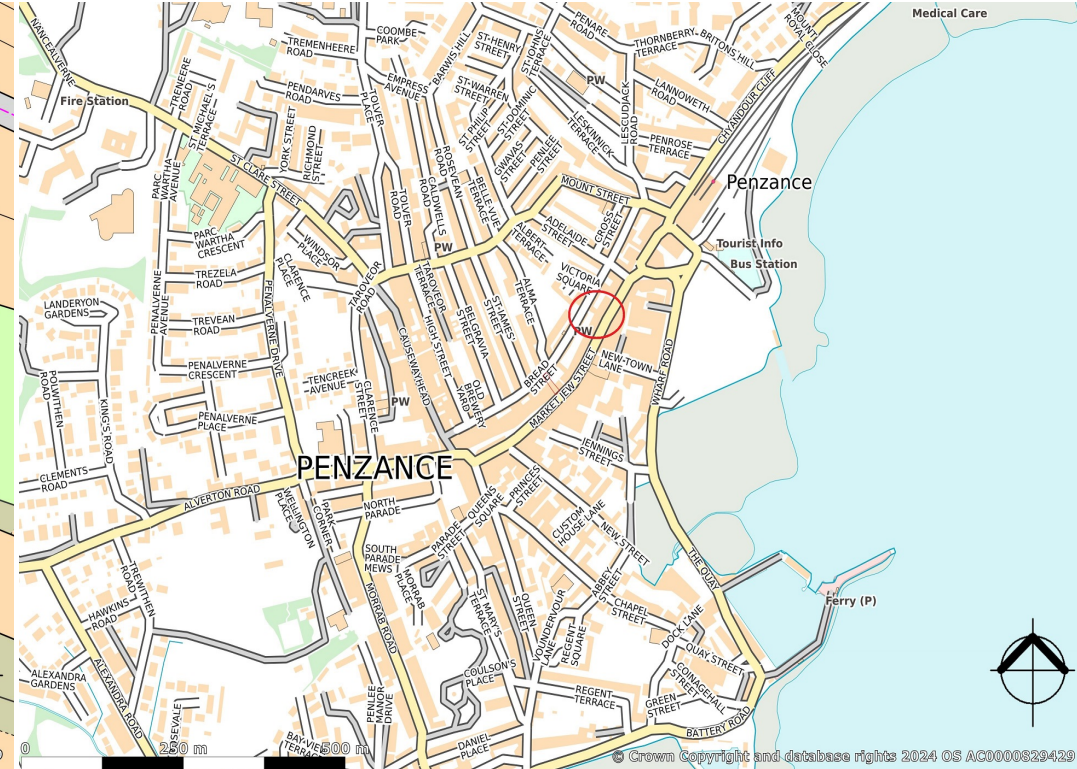 Medical Care
NANCEALVERNE
COOMBE
PARK
TREMENHEERE
ROAD
BARWIS HILL
ST-HENRY
STREET
ST-JOHNS
TERRACE
PENARE
ROAD
THORNBERRY
TERRACE
BRITONS HILL
MOUNT
ROYAL CLOSE
Fire Station
TRENEERE
ROAD
ST MICHAEL'S
TERRACE
PENDARVES
ROAD
EMPRESS
AVENUE
TOLVER
PLACE
ST-WARREN
STREET
ST-DOMINIC
STREET
ST PHILIP
STREET
PW
LANNOWETH
ROAD
CHYANDOUR CLIFF
LESCUDJACK
ROAD
LESKINNICK
TERRACE
PENROSE
TERRACE
YORK STREET
RICHMOND
STREET
GWAVAS
STREET
PENLEE
STREET
ST CLARE STREET
PARC
WARTHA
AVENUE
ROSEVEAN
ROAD
CALDWELLS
ROAD
BELLE-VUE
TERRACE
TOLVER
ROAD
MOUNT STREET
Penzance
PARC
WARTHA
CRESCENT
WINDSOR
PLACE
PW
ALBERT
TERRACE
ADELAIDE
STREET
CROSS
STREET
Tourist Info
Bus Station
TREZELA
ROAD
CLARENCE
PLACE
TAROVEOR
ROAD
TAROVEOR
TERRACE
VICTORIA
SQUARE
ALMA
TERRACE
LANDERYON
GARDENS
PENALVERNE
AVENUE
PENALVERNE DRIVE
TREVEAN
ROAD
ST-JAMES'
STREET
BELGRAVIA
STREET
HIGH STREET
CAUSEWAYHEAD
PW
NEW-TOWN
LANE
WHARF ROAD
PENALVERNE
CRESCENT
TENCREEK
AVENUE
CLARENCE
STREET
OLD
BREWERY
YARD
BREAD
STREET
MARKET JEW STREET
POLWITHEN
ROAD
KING'S ROAD
PENALVERNE
PLACE
PW
JENNINGS
STREET
PENZANCE
CLEMENTS
ROAD
ALVERTON ROAD
WELLINGTON
PLACE
PARK
CORNER
NORTH
PARADE
QUEENS
SQUARE
PRINCES
STREET
PARADE
STREET
CUSTOM
HOUSE LANE
NEW STREET
SOUTH
PARADE
MEWS
MORRAB
PLACE
MORRAB ROAD
ST MARY'S
TERRACE
QUEEN
STREET
VOUNDERVOUR
LANE
REGENT
SQUARE
ABBEY
STREET
CHAPEL
STREET
THE QUAY
DOCK LANE
Ferry (P)
TREWITHEN
ROAD
HAWKINS
ROAD
QUAY STREET
COINAGEHALL
STREET
COULSON'S
PLACE
ALEXANDRA
GARDENS
ALEXANDRA ROAD
PENLEE
MANOR
DRIVE
REGENT
TERRACE
GREEN
STREET
BATTERY ROAD
ROSEVALE
BAY-VIEW
TERRACE
DANIEL
PLACE
0
250 m
500 m
© Crown Copyright and database rights 2024 OS AC0000829429